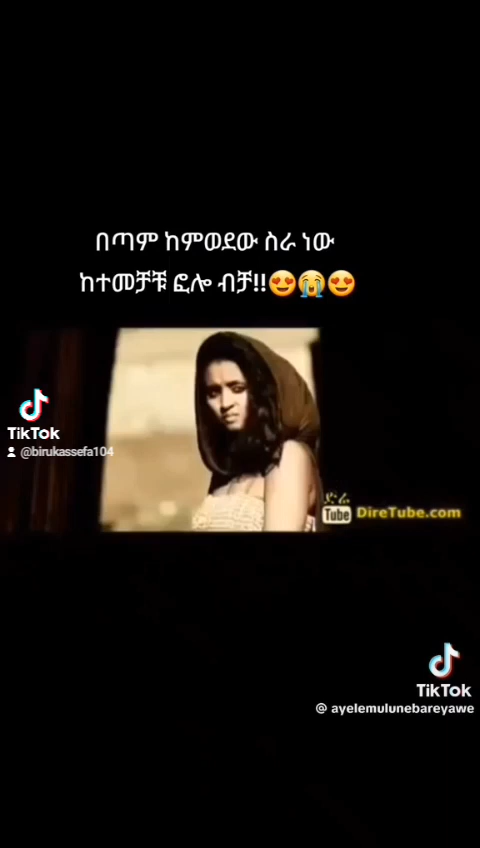 በጣም ከምወደው ስራ ነው
ከተመቻቹ ፎሎ ብቻ!!😍😭😍
TikTok
@birukassefa104
ድሬ
Tube DireTube.com
TikTok
@ ayelemulunebareyawe